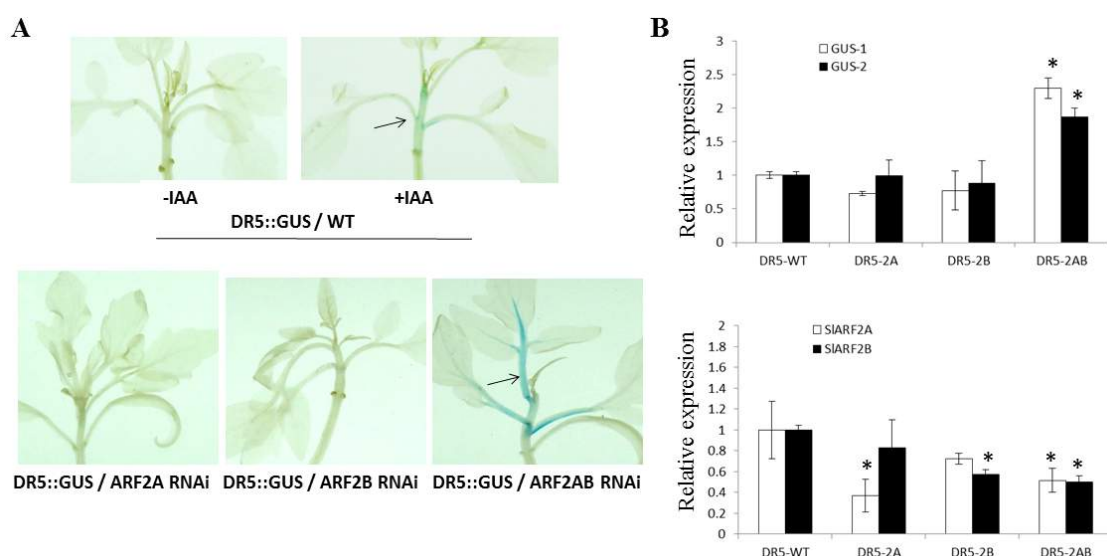 A
-IAA
+IAA
DR5::GUS / WT
DR5::GUS / ARF2A RNAi
DR5::GUS / ARF2B RNAi
DR5::GUS / ARF2AB RNAi
B
Relative expression
3
2.5
2
1.5
1
0.5
0
GUS-1
GUS-2
*
*
DR5-WT
DR5-2A
DR5-2B
DR5-2AB
Relative expression
2
1.8
1.6
1.4
1.2
1
0.8
0.6
0.4
0.2
0
SlARF2A
SlARF2B
*
*
*
*
DR5-WT
DR5-2A
DR5-2B
DR5-2AB